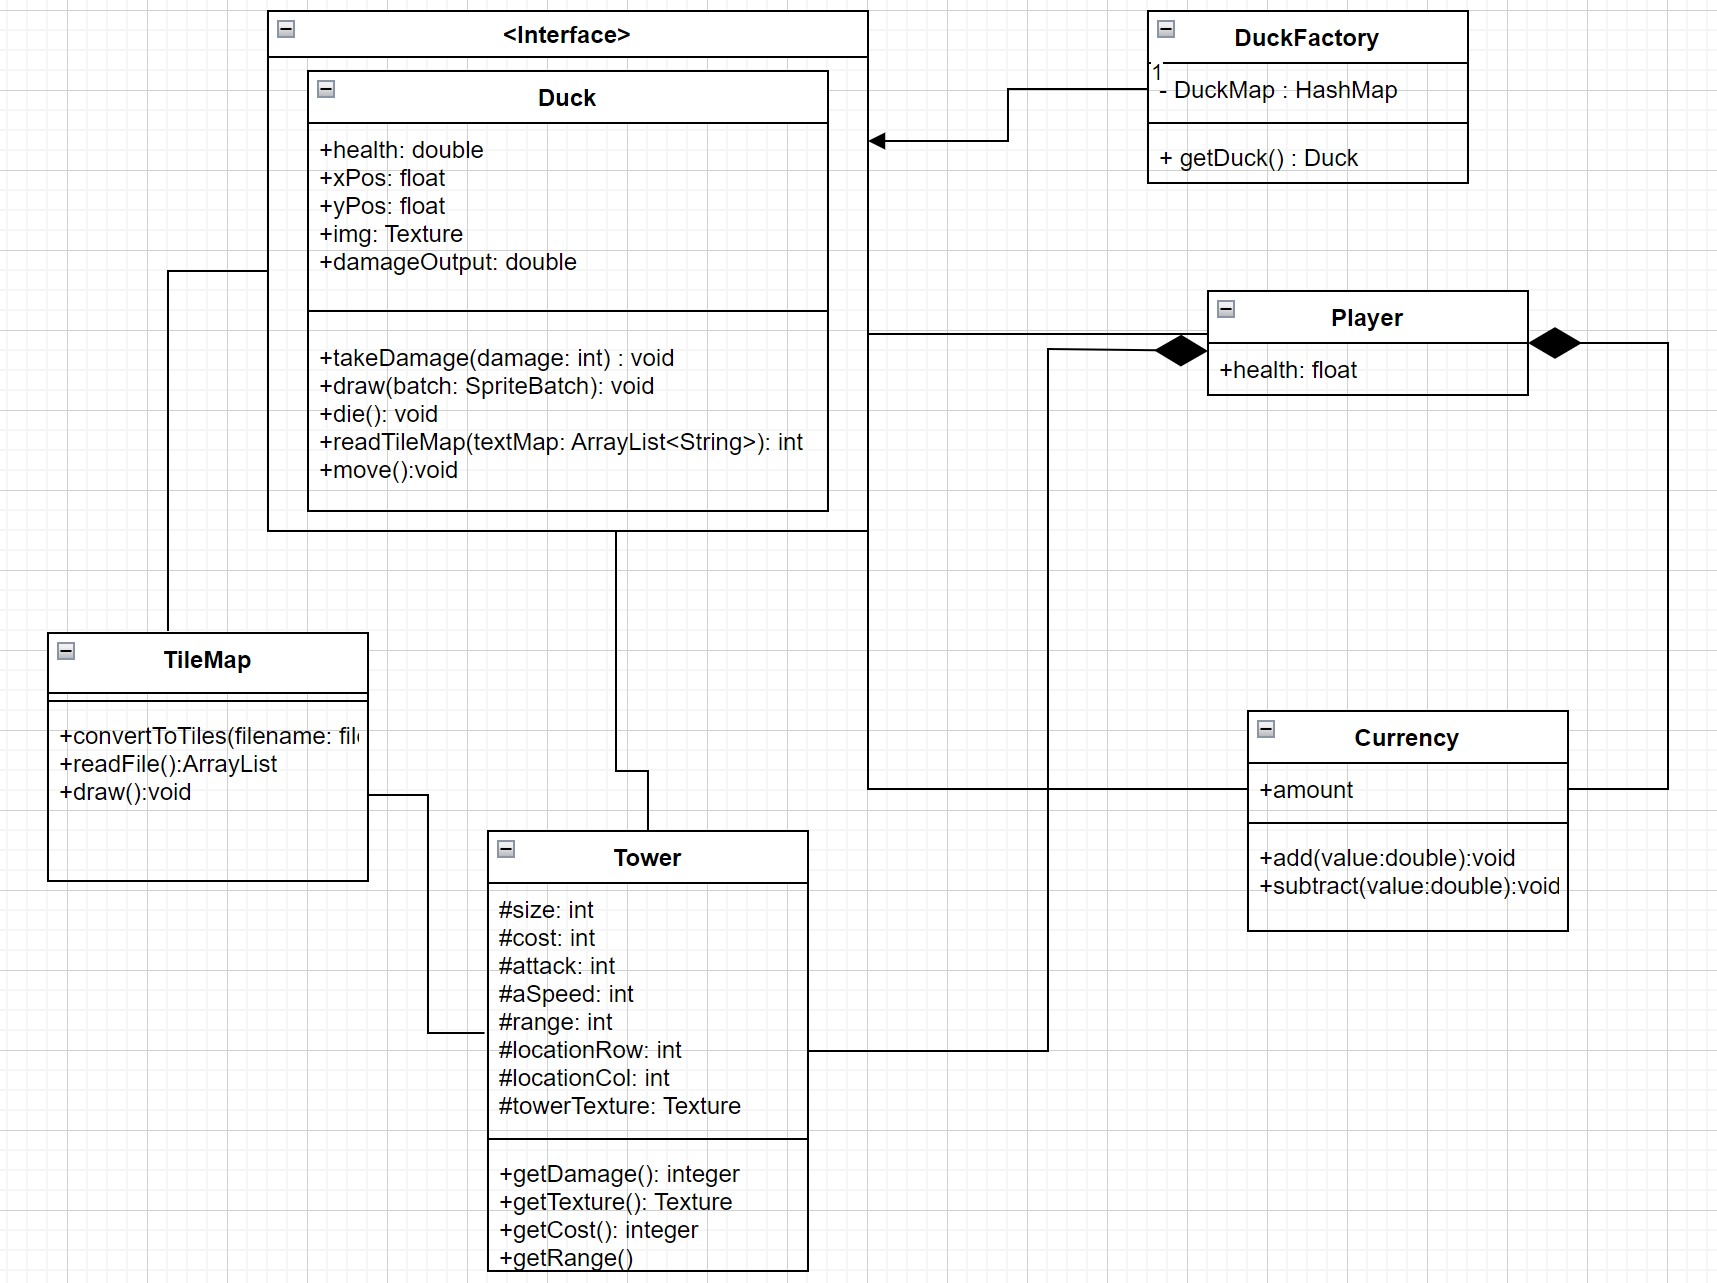 <Interface>
Duck
+health: double
+xPos: float
+yPos: float
+img: Texture
+damageOutput: double
+takeDamage(damage: int) : void
+draw(batch: SpriteBatch): void
+die(): void
+readTileMap(textMap: ArrayList<String>): int
+move():void
DuckFactory
1
- DuckMap : HashMap
+ getDuck() : Duck
Player
+health: float
TileMap
+convertToTiles(filename: fil
+readFile():ArrayList
+draw():void
Currency
+amount
+add(value:double):void
+subtract(value:double):void
Tower
#size: int
#cost: int
#attack: int
#aSpeed: int
#range: int
#locationRow: int
#locationCol: int
#towerTexture: Texture
+getDamage(): integer
+getTexture(): Texture
+getCost(): integer
+getRange()